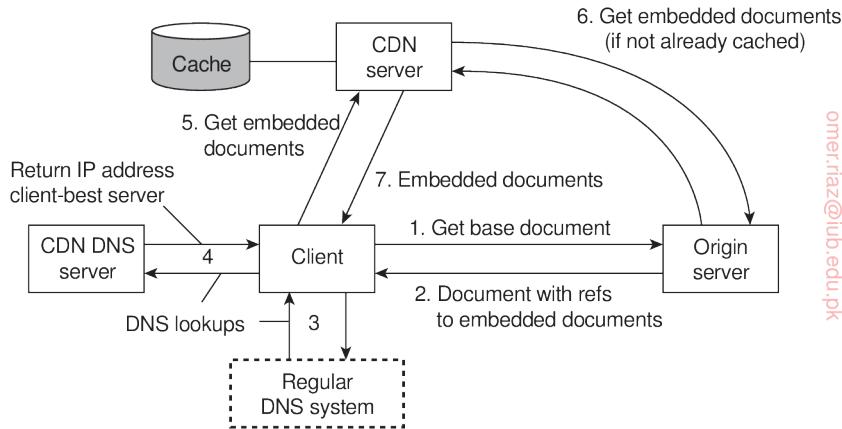 6. Get embedded documents
(if not already cached)
CDN
server
Cache
5. Get embedded
documents
Return IP address
client-best server
7. Embedded documents
1. Get base document
CDN DNS
server
4
Client
Origin
server
2. Document with refs
to embedded documents
DNS lookups
3
Regular
DNS system
omer.riaz@iub.edu.pk